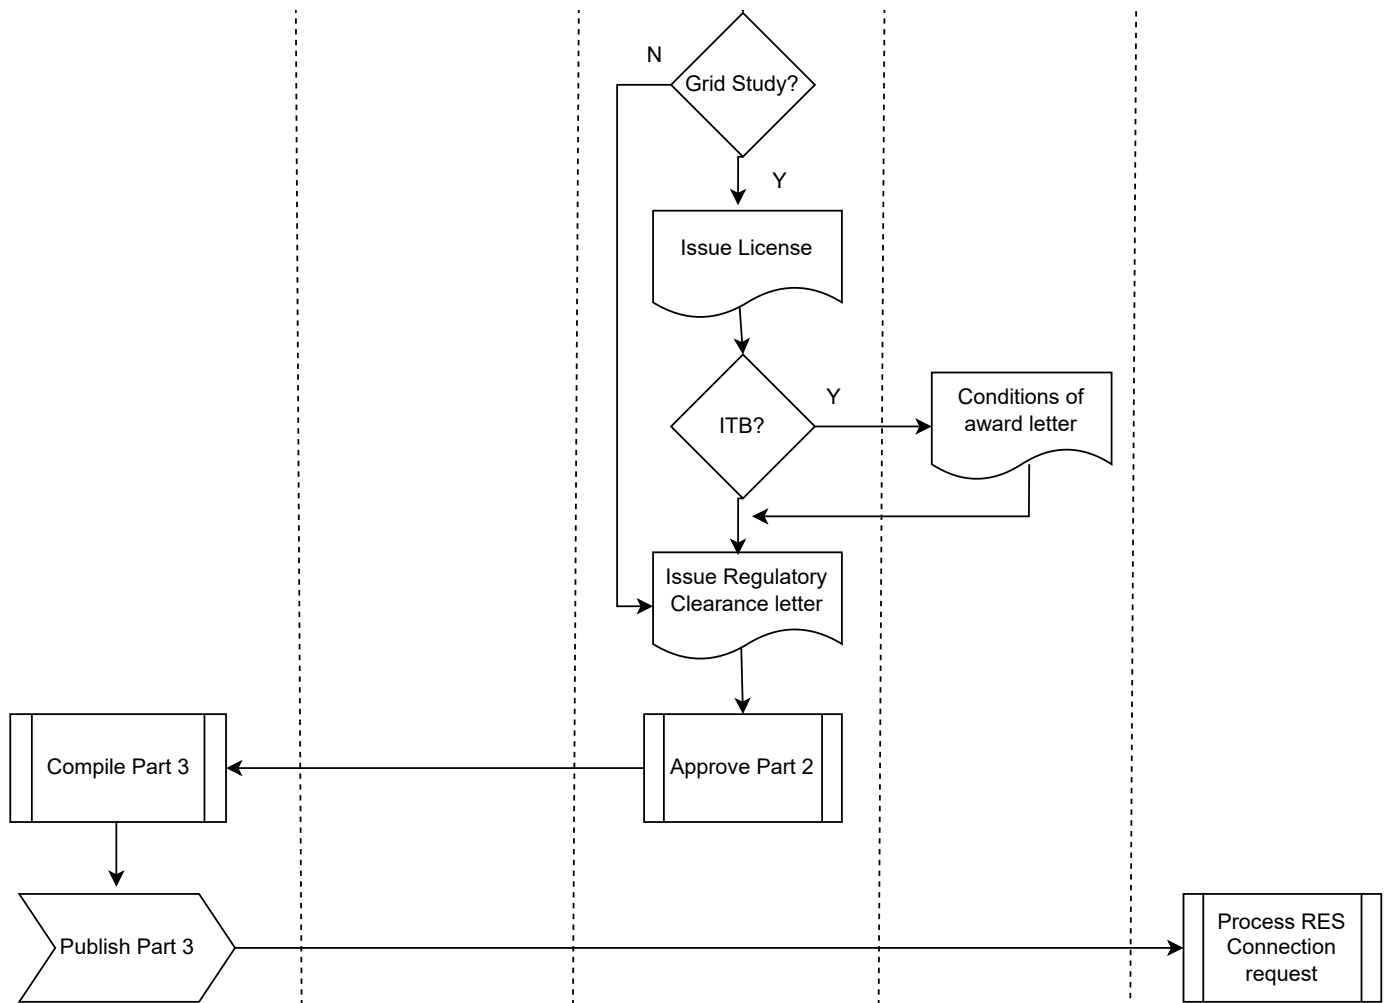 N
Grid Study?
Y
Issue License
ITB?
Y
Conditions of
award letter
Issue Regulatory
Clearance letter
Compile Part 3
Approve Part 2
Publish Part 3
Process RES
Connection
request